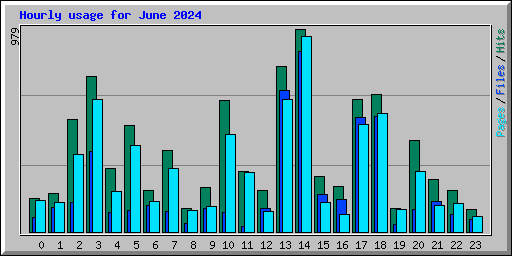 Hourly usage for June 2024
979
Pages/Files/Hits
0 1 2 3 4 5 6 7 8 9 10 11 12 13 14 15 16 17 18 19 20 21 22 23